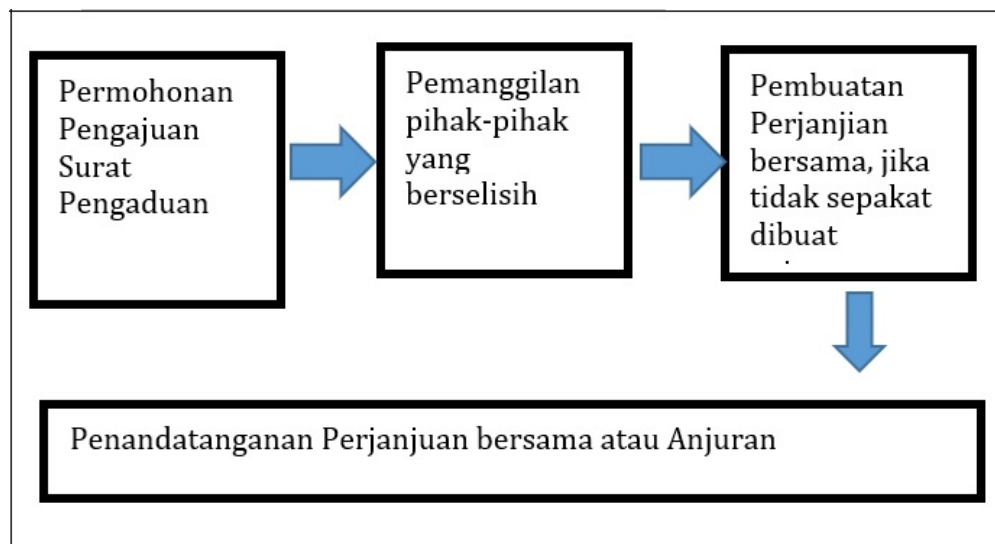 Permohonan
Pengajuan
Surat
Pengaduan
Pemanggilan
pihak-pihak
yang
berselisih
Pembuatan
Perjanjian
bersama, jika
tidak sepakat
dibuat
Penandatanganan Perjanjuan bersama atau Anjuran